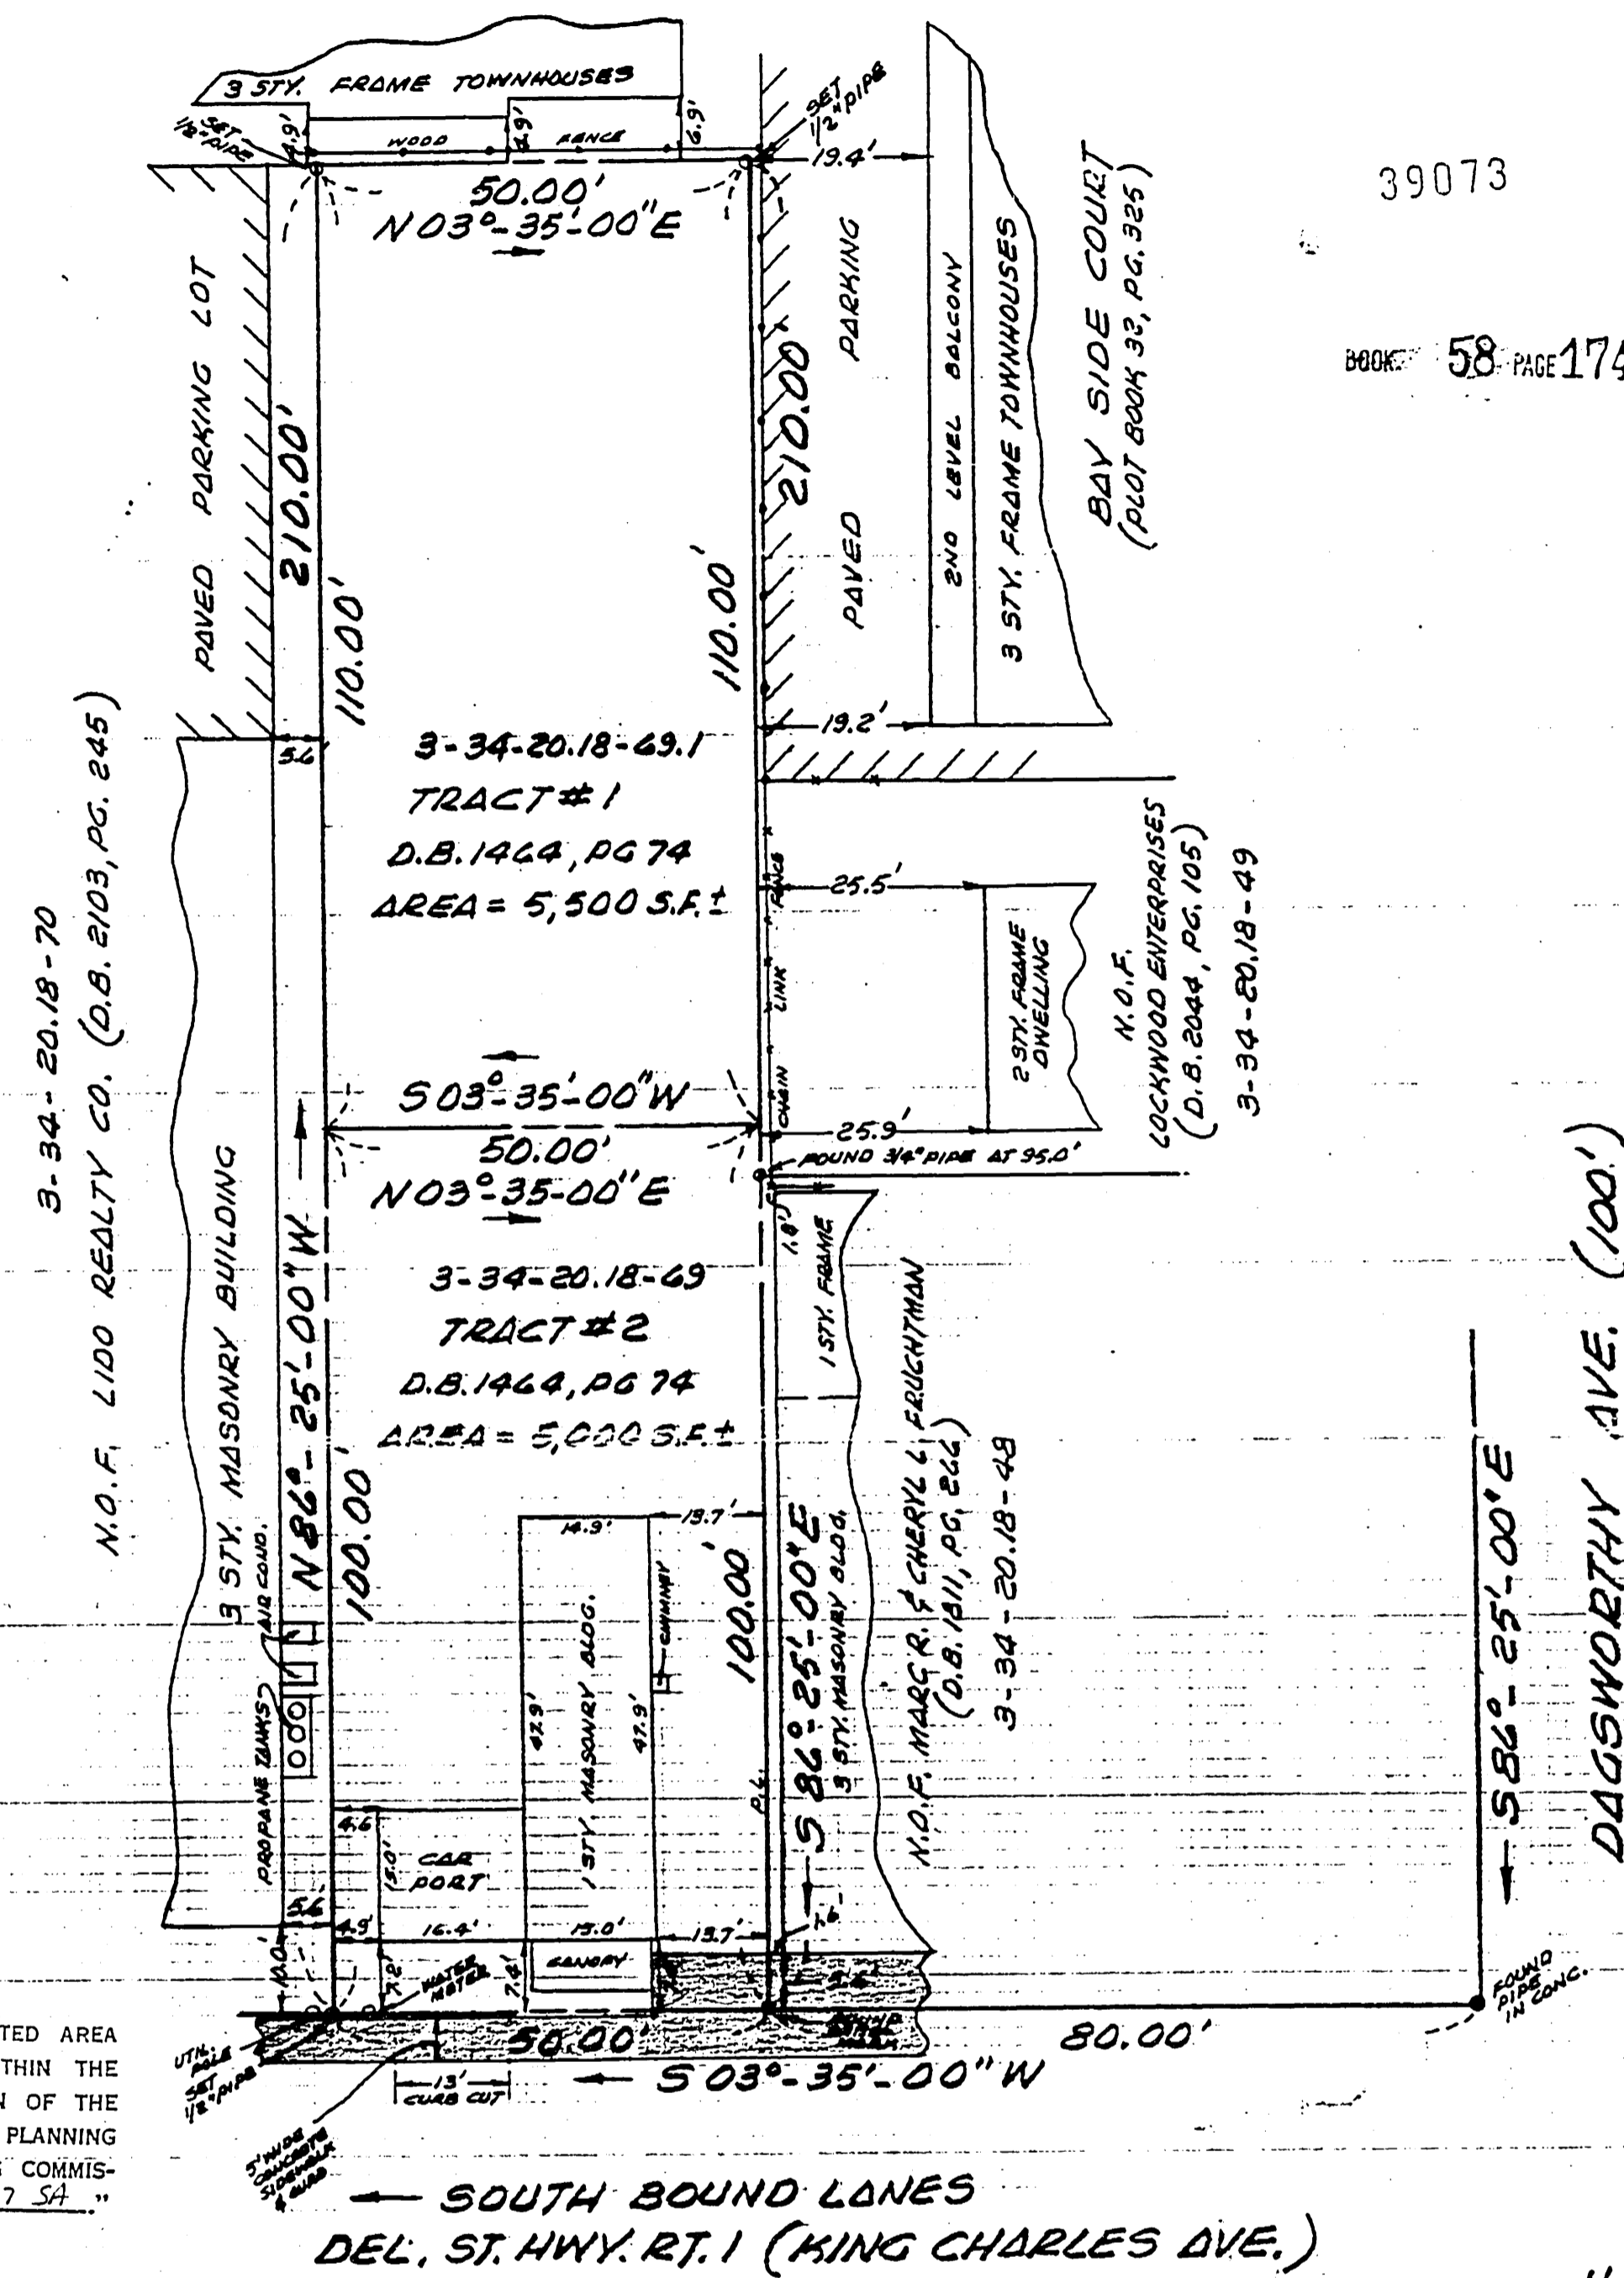 3 STY. FRAME TOWNHOUSES
SET
1/2" PIPE
4.9'
WOOD
4.9'
FENCE
6.9'
SET
1/2" PIPE
19.4'
50.00'
N 03°-35'-00" E
39073
BOOK 58 PAGE 174
PAVED PARKING LOT
210.00'
110.00'
110.00'
210.00'
PAVED PARKING
2ND LEVEL BALCONY
3 STY. FRAME TOWNHOUSES
BAY SIDE COURT
(PLOT BOOK 32, PG. 325)
19.2'
5.6'
3-34-20.18-69.1
TRACT # 1
D.B. 1464, PG 74
AREA = 5,500 S.F. ±
3-34-20.18-70
N.O.F. LIDO REALTY CO. (D.B. 2103, PG. 245)
3 STY. MASONRY BUILDING
CHAIN LINK FENCE
25.5'
2 STY. FRAME
DWELLING
N.O.F.
LOCKWOOD ENTERPRISES
(D.B. 2044, PG. 105)
3-34-20.18-49
S 03°-35'-00" W
50.00'
N 03°-35-00" E
25.9'
FOUND 3/4" PIPE AT 95.0'
1.8'
1 STY. FRAME
3-34-20.18-69
TRACT # 2
D.B. 1464, PG 74
AREA = 5,000 S.F. ±
N 86°-25'-00" W
100.00'
100.00'
S 86°-25'-00" E
3 STY. MASONRY BLDG.
N.O.F. MARC R. & CHERYL L. FRUCHTMAN
(D.B. 1811, PG. 266)
3-34-20.18-48
S 86°-25'-00" E
DAGSWORTHY AVE. (100')
AIR COND.
PROPANE TANKS
14.9'
13.7'
CHIMNEY
47.9'
1 STY. MASONRY BLDG.
47.9'
P.L.
4.6
15.0'
CAR
PORT
5.6'
4.9'
16.4'
15.0'
13.7'
10.0'
7.2'
WATER
METER
7.4'
CANOPY
UTIL.
POLE
SET
1/2" PIPE
50.00'
80.00'
FOUND
PIPE
IN CONC.
13'
CURB CUT
S 03°-35'-00" W
5' WIDE
CONCRETE
SIDEWALK
& CURB
TED AREA
THIN THE
N OF THE
PLANNING
COMMIS-
7 SA "
SOUTH BOUND LANES
DEL. ST. HWY. RT. 1 (KING CHARLES AVE.)